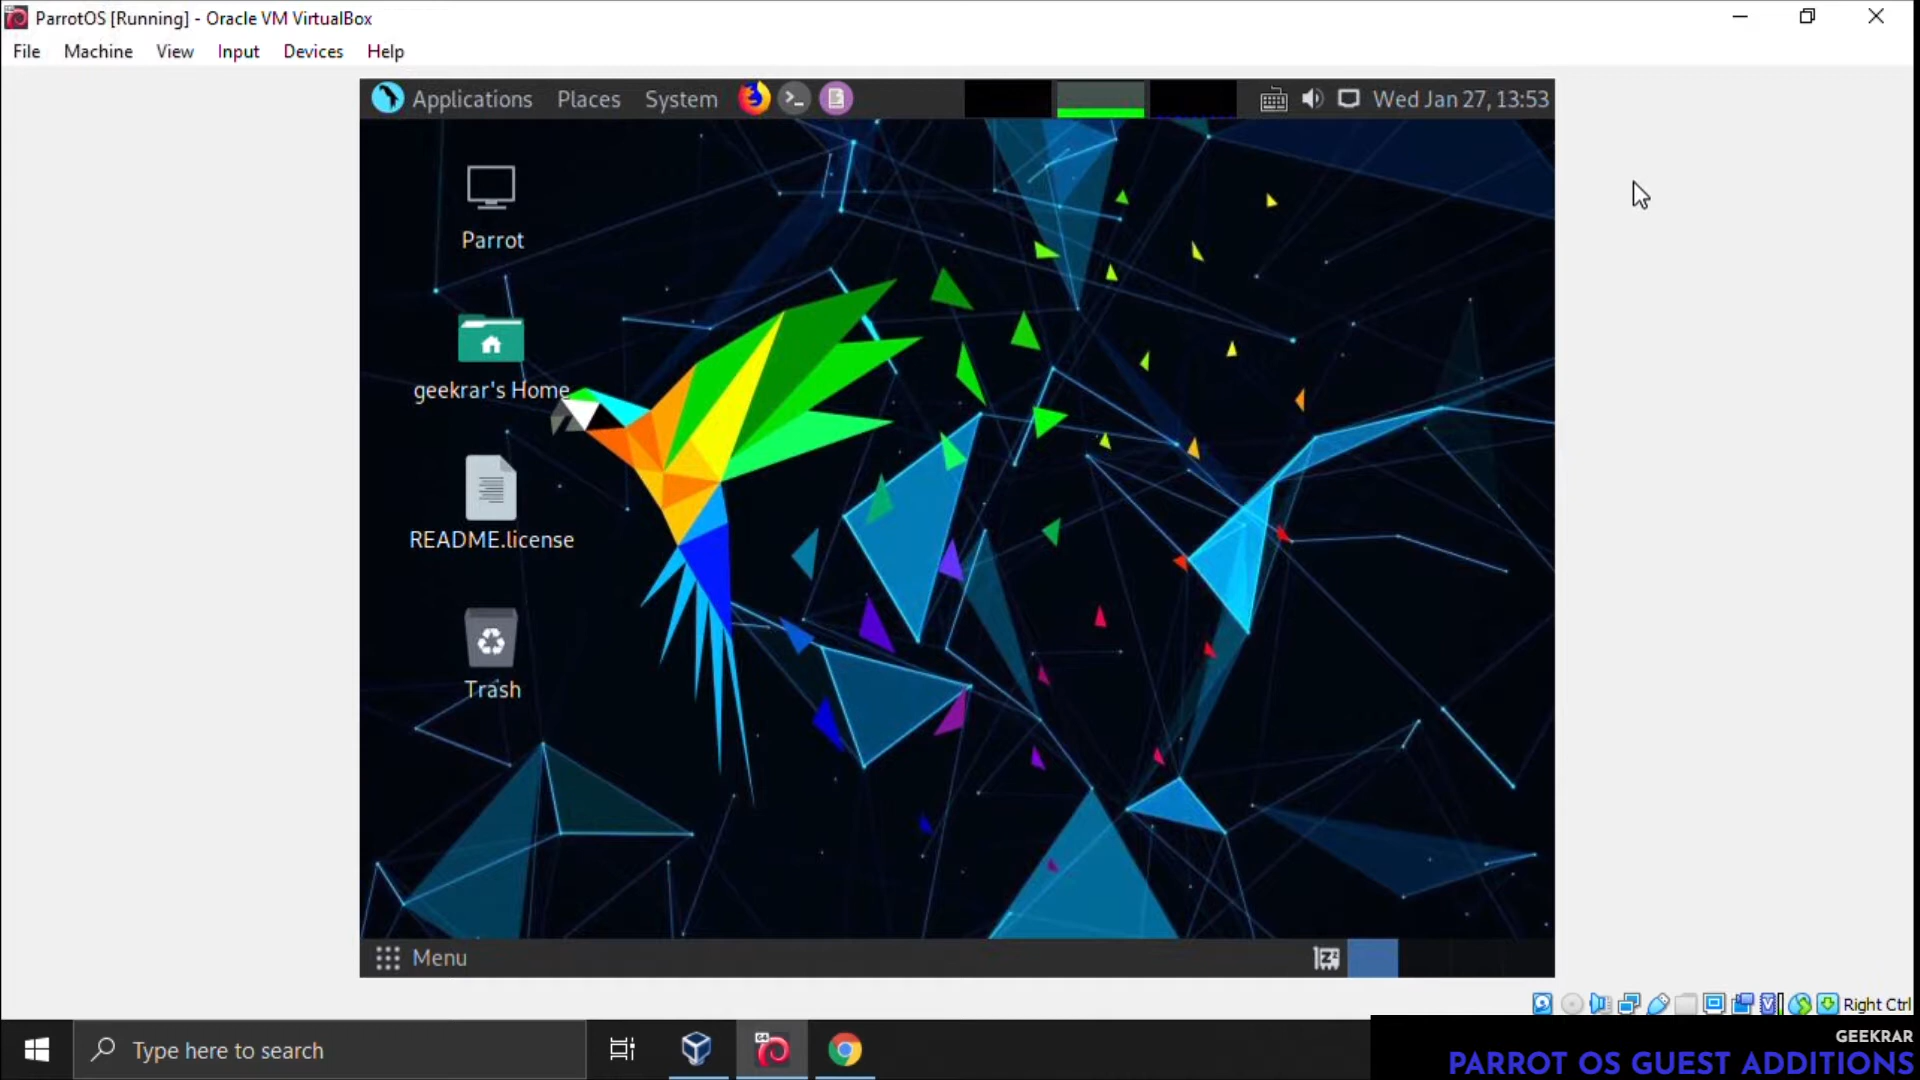 ParrotOS [Running] - Oracle VM VirtualBox
File Machine View Input Devices Help
Applications Places System Wed Jan 27, 13:53
Parrot
geekrar's Home
README.license
Trash
Menu
Right Ctrl
Type here to search
64
GEEKRAR
PARROT OS GUEST ADDITIONS